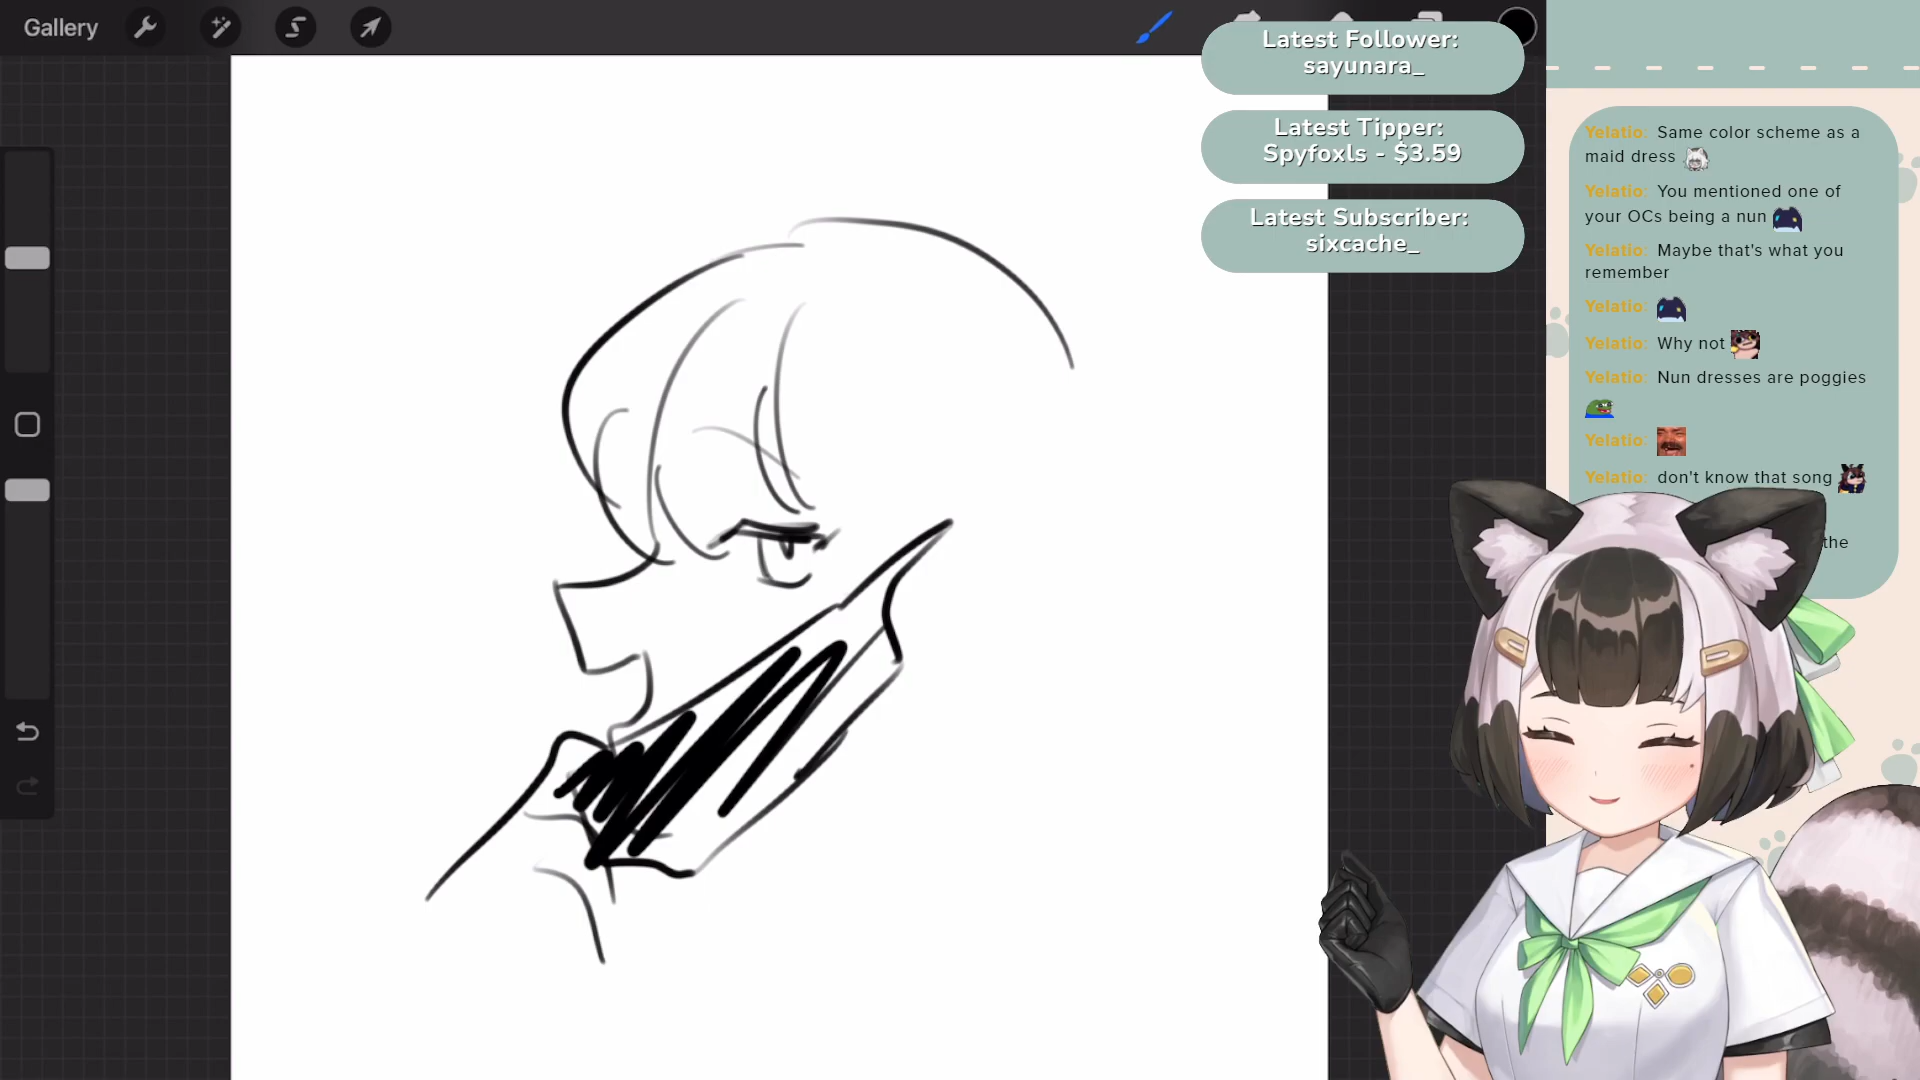 Gallery
Latest Follower:
sayunara_
Latest Tipper:
Spyfoxls - $3.59
Latest Subscriber:
sixcache_
Yelatio: Same color scheme as a
maid dress
Yelatio: You mentioned one of
your OCs being a nun
Yelatio: Maybe that's what you
remember
Yelatio:
Yelatio: Why not
Yelatio: Nun dresses are poggies
Yelatio:
Yelatio: don't know that song
the